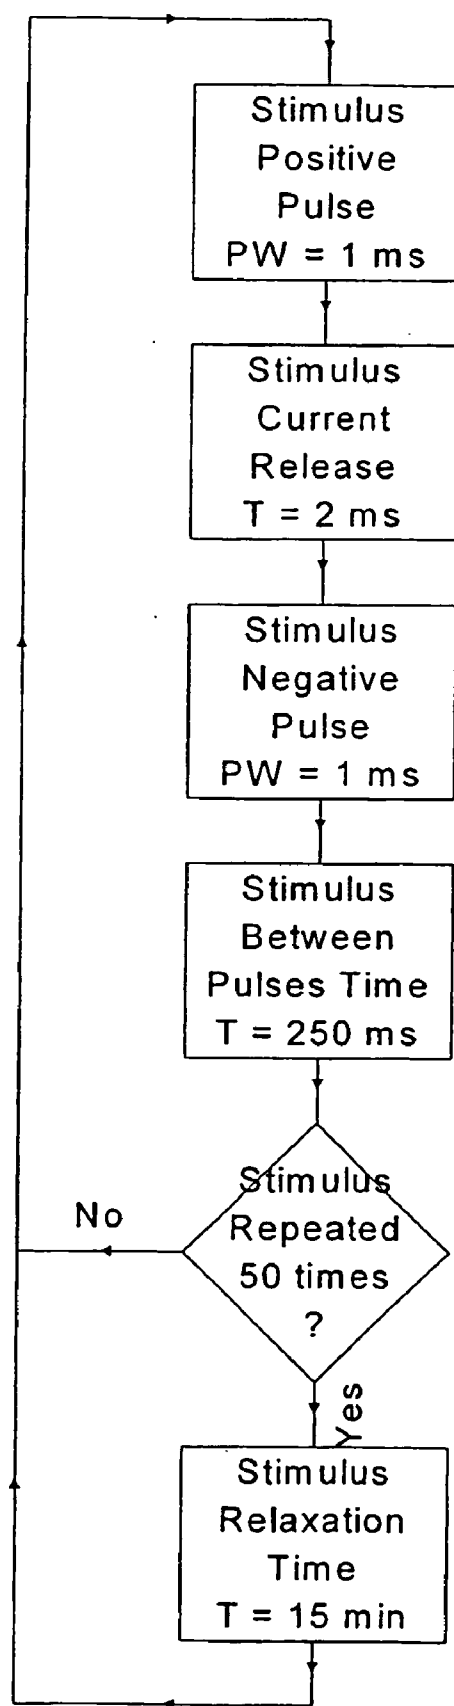 Stimulus
Positive
Pulse
PW = 1 ms
Stimulus
Current
Release
T = 2 ms
Stimulus
Negative
Pulse
PW = 1 ms
Stimulus
Between
Pulses Time
T = 250 ms
No
Stimulus
Repeated
50 times
?
Yes
Stimulus
Relaxation
Time
T = 15 min